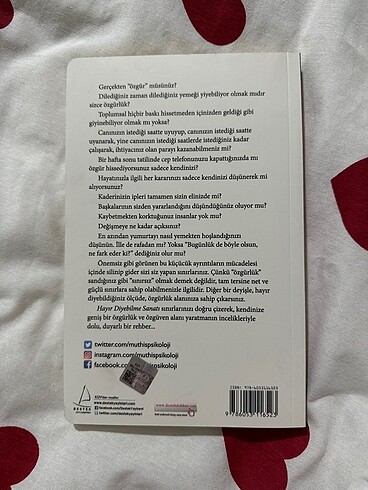 Gerçekten "özgür" müsünüz?
Dilediğiniz zaman dilediğiniz yemeği yiyebiliyor olmak mıdır
sizce özgürlük?
Toplumsal hiçbir baskı hissetmeden içinizden geldiği gibi
giyinebiliyor olmak mı yoksa?
Canınızın istediği saatte uyuyup, canınızın istediği saatte
uyanarak, yine canınızın istediği saatlerde istediğiniz kadar
çalışarak, ihtiyacınız olan parayı kazanabilmeniz mi?
Bir hafta sonu tatilinde cep telefonunuzu kapattığınızda mı
özgür hissediyorsunuz sadece kendinizi?
Hayatınızla ilgili her kararınızı sadece kendinizi düşünerek mi
alıyorsunuz?
Kaderinizin ipleri tamamen sizin elinizde mi?
Başkalarının sizden yararlandığını düşündüğünüz oluyor mu?
Kaybetmekten korktuğunuz insanlar yok mu?
Değişmeye ne kadar açıksınız?
En azından yumurtayı nasıl yemekten hoşlandığınızı
düşünün. İlle de rafadan mı? Yoksa "Bugünlük de böyle olsun,
ne fark eder ki?" dediğiniz olur mu?
Önemsiz gibi görünen bu küçücük ayrıntıların mücadelesi
içinde silinip gider sizi siz yapan sınırlarınız. Çünkü "özgürlük"
sandığınız gibi "sınırsız" olmak demek değildir, tam tersine net ve
güçlü sınırlara sahip olabilmenizle ilgilidir. Diğer bir deyişle, hayır
diyebildiğiniz ölçüde, özgürlük alanınıza sahip çıkarsınız.
Hayır Diyebilme Sanatı sınırlarınızı doğru çizerek, kendinize
geniş bir özgürlük ve özgüven alanı yaratmanın incelikleriyle
dolu, duyarlı bir rehber...
twitter.com/muthispsikoloji
instagram.com/muthispsikoloji
facebook.com/muthispsikoloji
DESTEK
ISBN: 978-6053116523
9 786053 116523